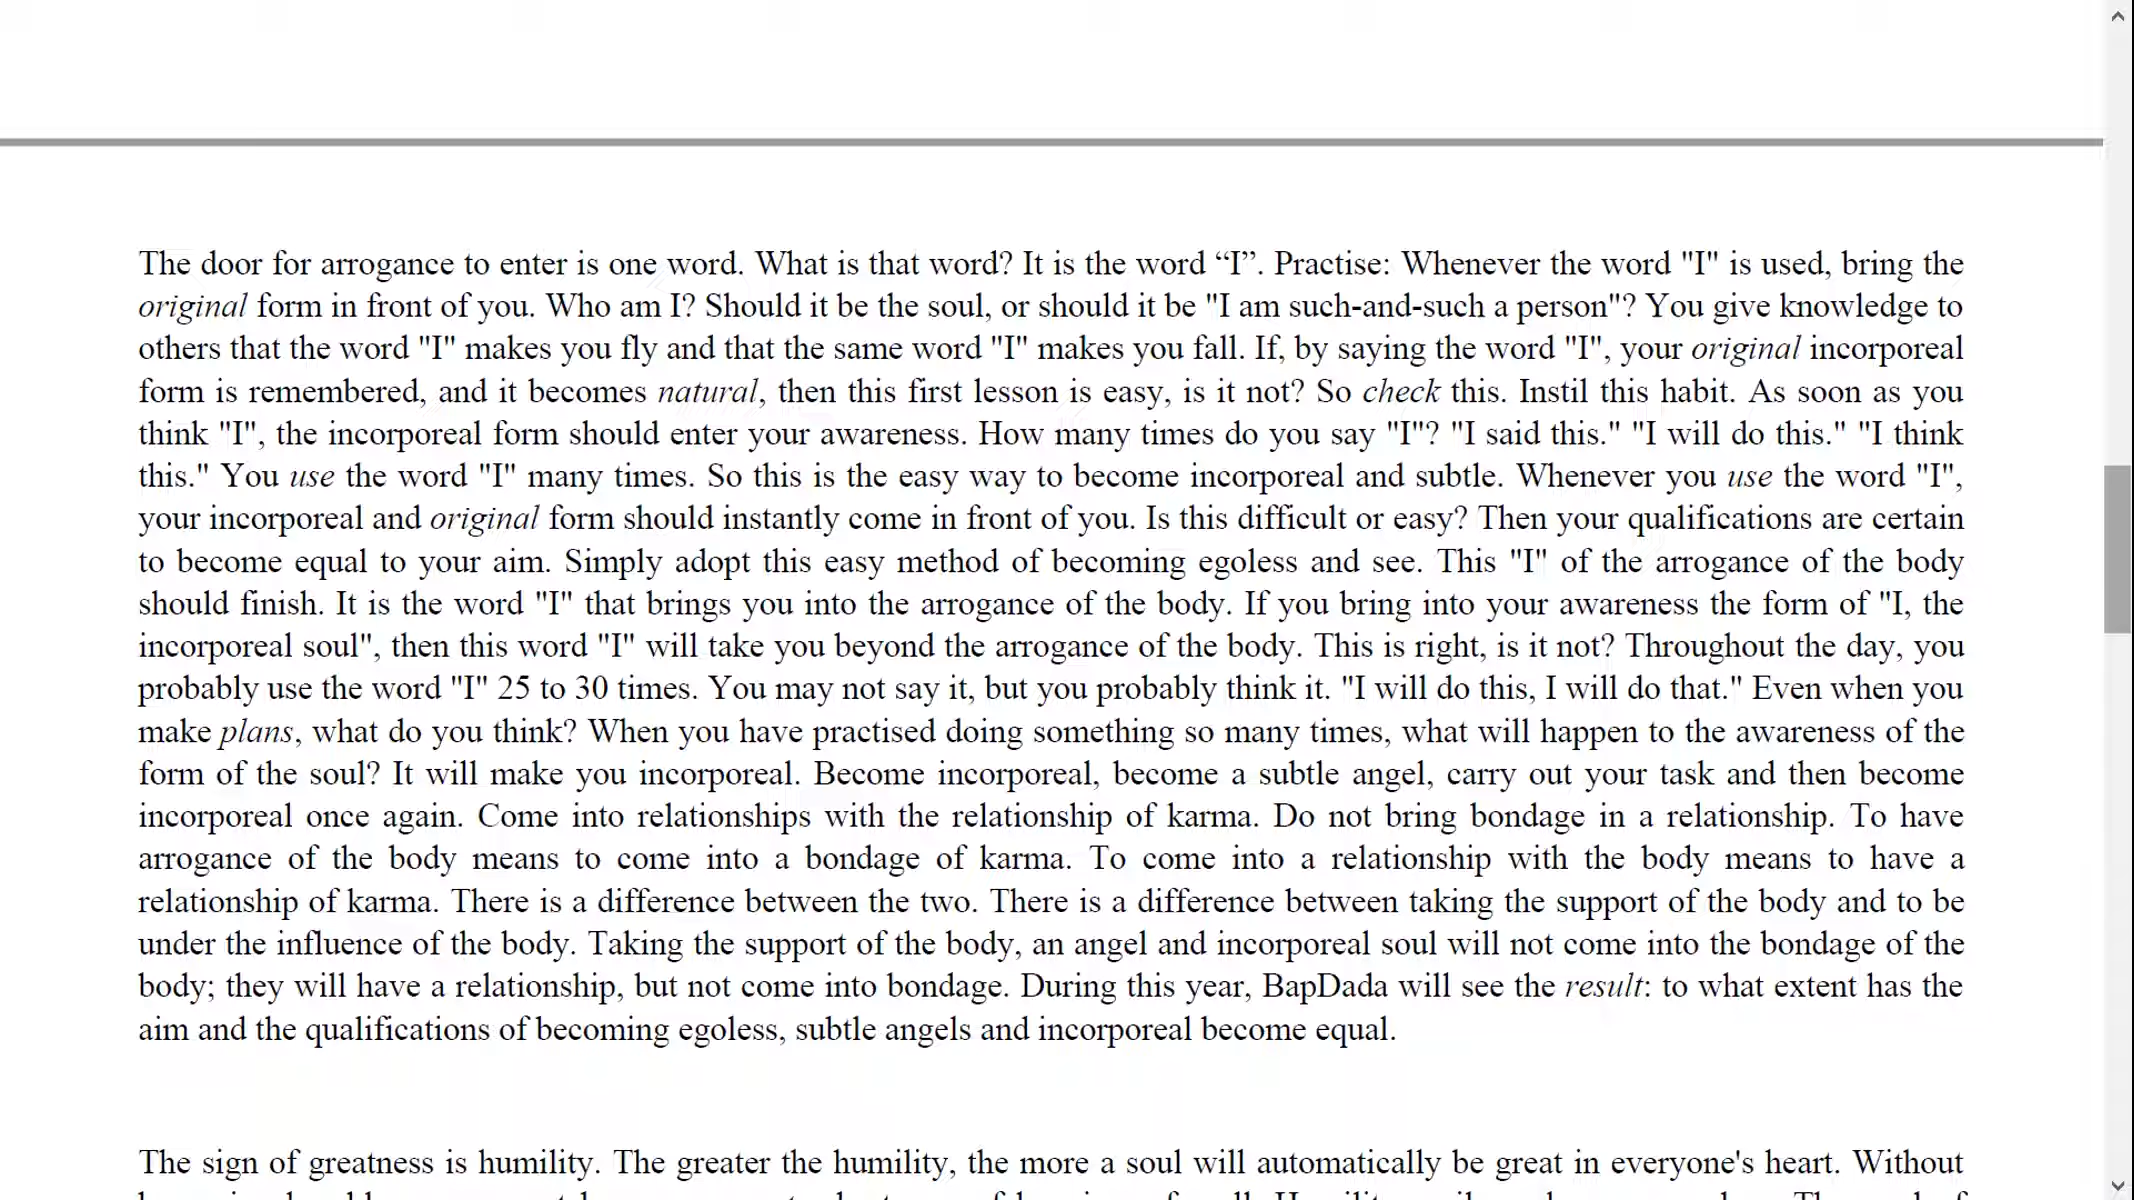 The door for arrogance to enter is one word. What is that word? It is the word “I”. Practise: Whenever the word "I" is used, bring the
original form in front of you. Who am I? Should it be the soul, or should it be "I am such-and-such a person"? You give knowledge to
others that the word "I" makes you fly and that the same word "I" makes you fall. If, by saying the word "I", your original incorporeal
form is remembered, and it becomes natural, then this first lesson is easy, is it not? So check this. Instil this habit. As soon as you
think "I", the incorporeal form should enter your awareness. How many times do you say "I"? "I said this." "I will do this." "I think
this." You use the word "I" many times. So this is the easy way to become incorporeal and subtle. Whenever you use the word "I",
your incorporeal and original form should instantly come in front of you. Is this difficult or easy? Then your qualifications are certain
to become equal to your aim. Simply adopt this easy method of becoming egoless and see. This "I" of the arrogance of the body
should finish. It is the word "I" that brings you into the arrogance of the body. If you bring into your awareness the form of "I, the
incorporeal soul", then this word "I" will take you beyond the arrogance of the body. This is right, is it not? Throughout the day, you
probably use the word "I" 25 to 30 times. You may not say it, but you probably think it. "I will do this, I will do that." Even when you
make plans, what do you think? When you have practised doing something so many times, what will happen to the awareness of the
form of the soul? It will make you incorporeal. Become incorporeal, become a subtle angel, carry out your task and then become
incorporeal once again. Come into relationships with the relationship of karma. Do not bring bondage in a relationship. To have
arrogance of the body means to come into a bondage of karma. To come into a relationship with the body means to have a
relationship of karma. There is a difference between the two. There is a difference between taking the support of the body and to be
under the influence of the body. Taking the support of the body, an angel and incorporeal soul will not come into the bondage of the
body; they will have a relationship, but not come into bondage. During this year, BapDada will see the result: to what extent has the
aim and the qualifications of becoming egoless, subtle angels and incorporeal become equal.
The sign of greatness is humility. The greater the humility, the more a soul will automatically be great in everyone's heart. Without